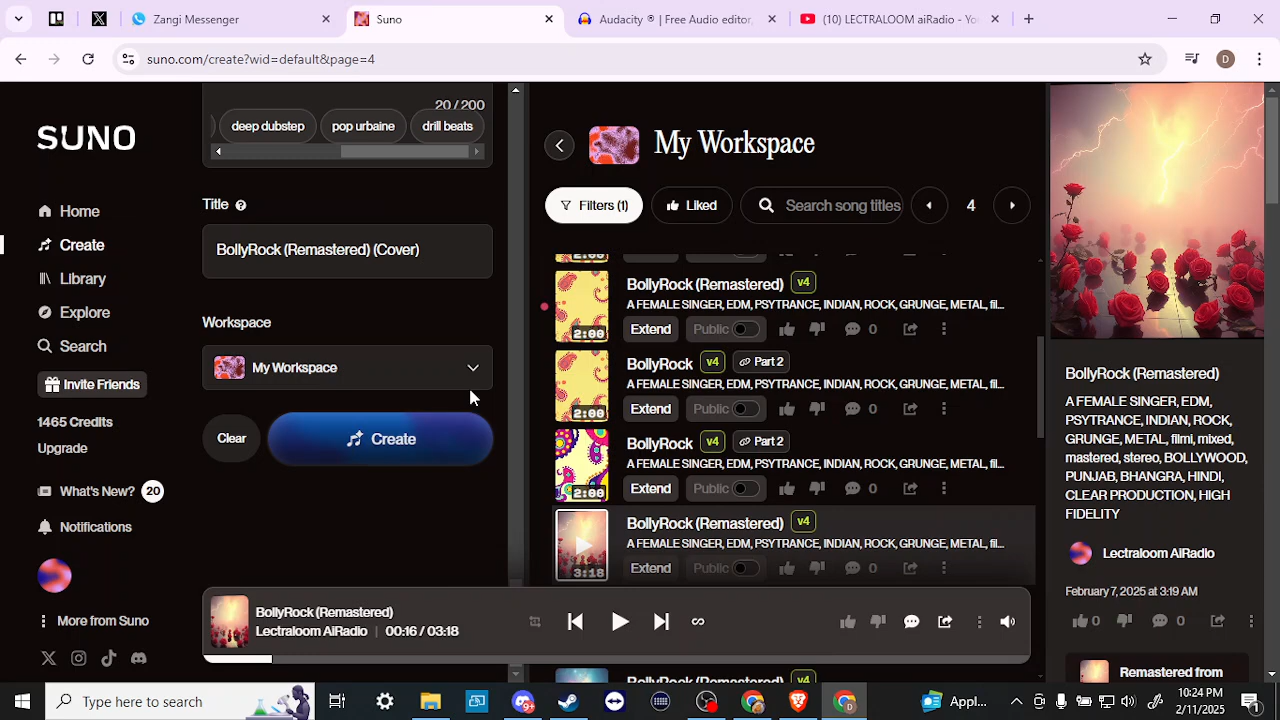 Zangi Messenger
Suno
Audacity ® | Free Audio editor,
(10) LECTRALOOM aiRadio - Yo
suno.com/create?wid=default&page=4
D
SUNO
Home
Create
Library
Explore
Search
Invite Friends
1465 Credits
Upgrade
What's New? 20
Notifications
More from Suno
20 / 200
deep dubstep
pop urbaine
drill beats
Title
BollyRock (Remastered) (Cover)
Workspace
My Workspace
Clear
Create
My Workspace
Filters (1)
Liked
Search song titles
4
2:00
BollyRock (Remastered) v4
A FEMALE SINGER, EDM, PSYTRANCE, INDIAN, ROCK, GRUNGE, METAL, fil...
2:00
Extend
Public
0
BollyRock v4 Part 2
A FEMALE SINGER, EDM, PSYTRANCE, INDIAN, ROCK, GRUNGE, METAL, fil...
2:00
Extend
Public
0
BollyRock v4 Part 2
A FEMALE SINGER, EDM, PSYTRANCE, INDIAN, ROCK, GRUNGE, METAL, fil...
2:00
Extend
Public
0
BollyRock (Remastered) v4
A FEMALE SINGER, EDM, PSYTRANCE, INDIAN, ROCK, GRUNGE, METAL, fil...
3:18
Extend
Public
0
BollyRock (Remastered)
Lectraloom AiRadio | 00:16 / 03:18
BollyRock (Remastered) v4
BollyRock (Remastered)
A FEMALE SINGER, EDM,
PSYTRANCE, INDIAN, ROCK,
GRUNGE, METAL, filmi, mixed,
mastered, stereo, BOLLYWOOD,
PUNJAB, BHANGRA, HINDI,
CLEAR PRODUCTION, HIGH
FIDELITY
Lectraloom AiRadio
February 7, 2025 at 3:19 AM
0
0
0
Remastered from
Type here to search
9+
D
Appl...
10:24 PM
2/11/2025